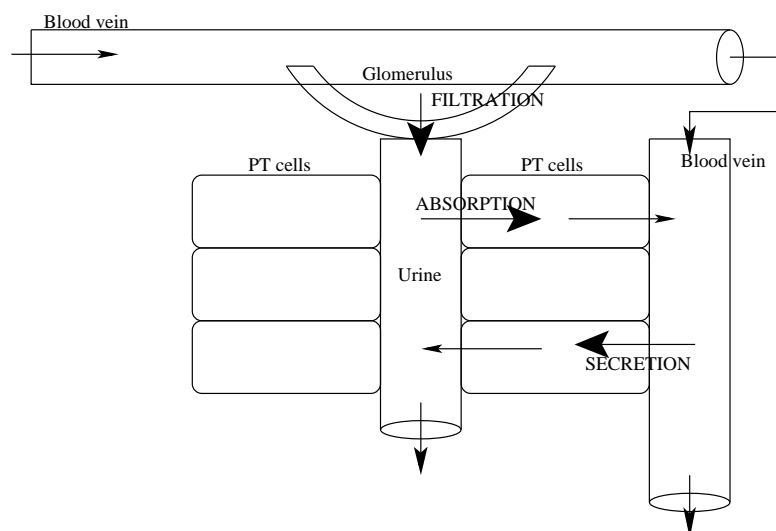 Blood vein
Glomerulus
FILTRATION
PT cells
PT cells
Blood vein
ABSORPTION
Urine
SECRETION